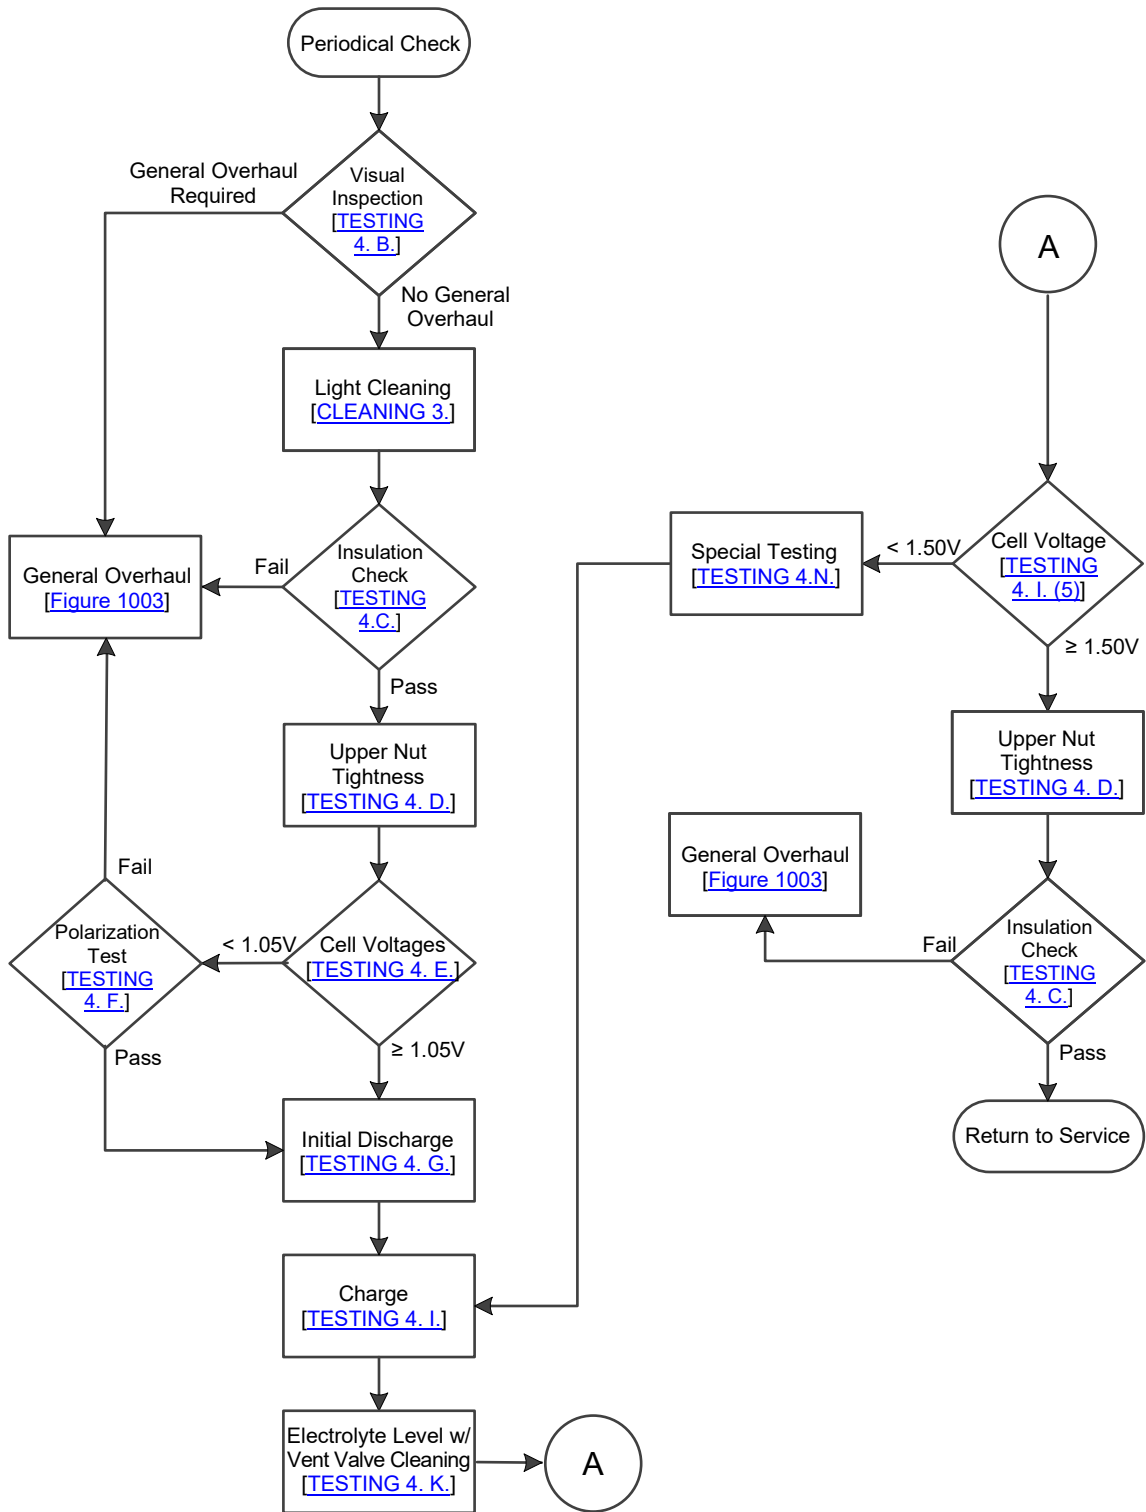 Periodical Check
General Overhaul
Required
Visual
Inspection
[TESTING
4. B.]
No General
Overhaul
Light Cleaning
[CLEANING 3.]
General Overhaul
[Figure 1003]
Fail
Insulation
Check
[TESTING
4.C.]
Pass
Upper Nut
Tightness
[TESTING 4. D.]
Fail
Polarization
Test
[TESTING
4. F.]
< 1.05V
Cell Voltages
[TESTING 4. E.]
Pass
≥ 1.05V
Initial Discharge
[TESTING 4. G.]
Charge
[TESTING 4. I.]
Electrolyte Level w/
Vent Valve Cleaning
[TESTING 4. K.]
A
A
Special Testing
[TESTING 4.N.]
< 1.50V
Cell Voltage
[TESTING
4. I. (5)]
≥ 1.50V
Upper Nut
Tightness
[TESTING 4. D.]
General Overhaul
[Figure 1003]
Fail
Insulation
Check
[TESTING
4. C.]
Pass
Return to Service